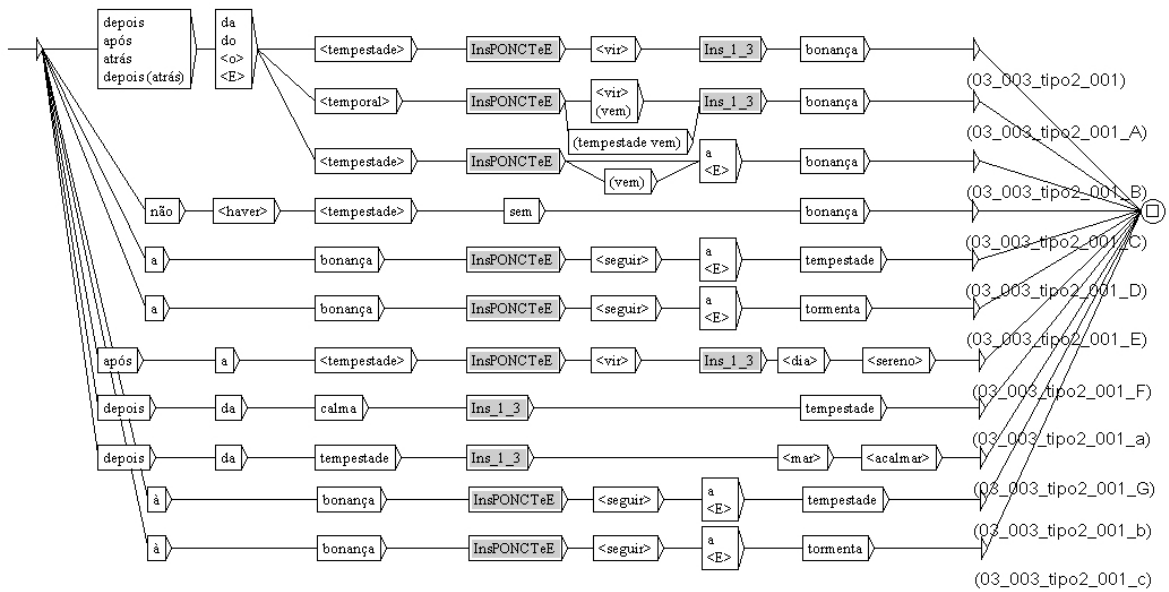 depois
após
atrás
depois (atrás)
da
do
<o>
<E>
<tempestade> InsPONCTeE <vir> Ins_1_3 bonança
(03_003_tipo2_001)
<temporal> InsPONCTeE <vir> Ins_1_3 bonança
(vem)
(tempestade vem)
(03_003_tipo2_001_A)
<tempestade> InsPONCTeE a bonança
<E>
(vem)
(03_003_tipo2_001_B)
não <haver> <tempestade> sem bonança
(03_003_tipo2_001_C)
a bonança InsPONCTeE <seguir> a tempestade
<E>
(03_003_tipo2_001_D)
a bonança InsPONCTeE <seguir> a tormenta
<E>
(03_003_tipo2_001_E)
após a <tempestade> InsPONCTeE <vir> Ins_1_3 <dia> <sereno>
(03_003_tipo2_001_F)
depois da calma Ins_1_3 tempestade
(03_003_tipo2_001_a)
depois da tempestade Ins_1_3 <mar> <acalmar>
(03_003_tipo2_001_G)
à bonança InsPONCTeE <seguir> a tempestade
<E>
(03_003_tipo2_001_b)
à bonança InsPONCTeE <seguir> a tormenta
<E>
(03_003_tipo2_001_c)